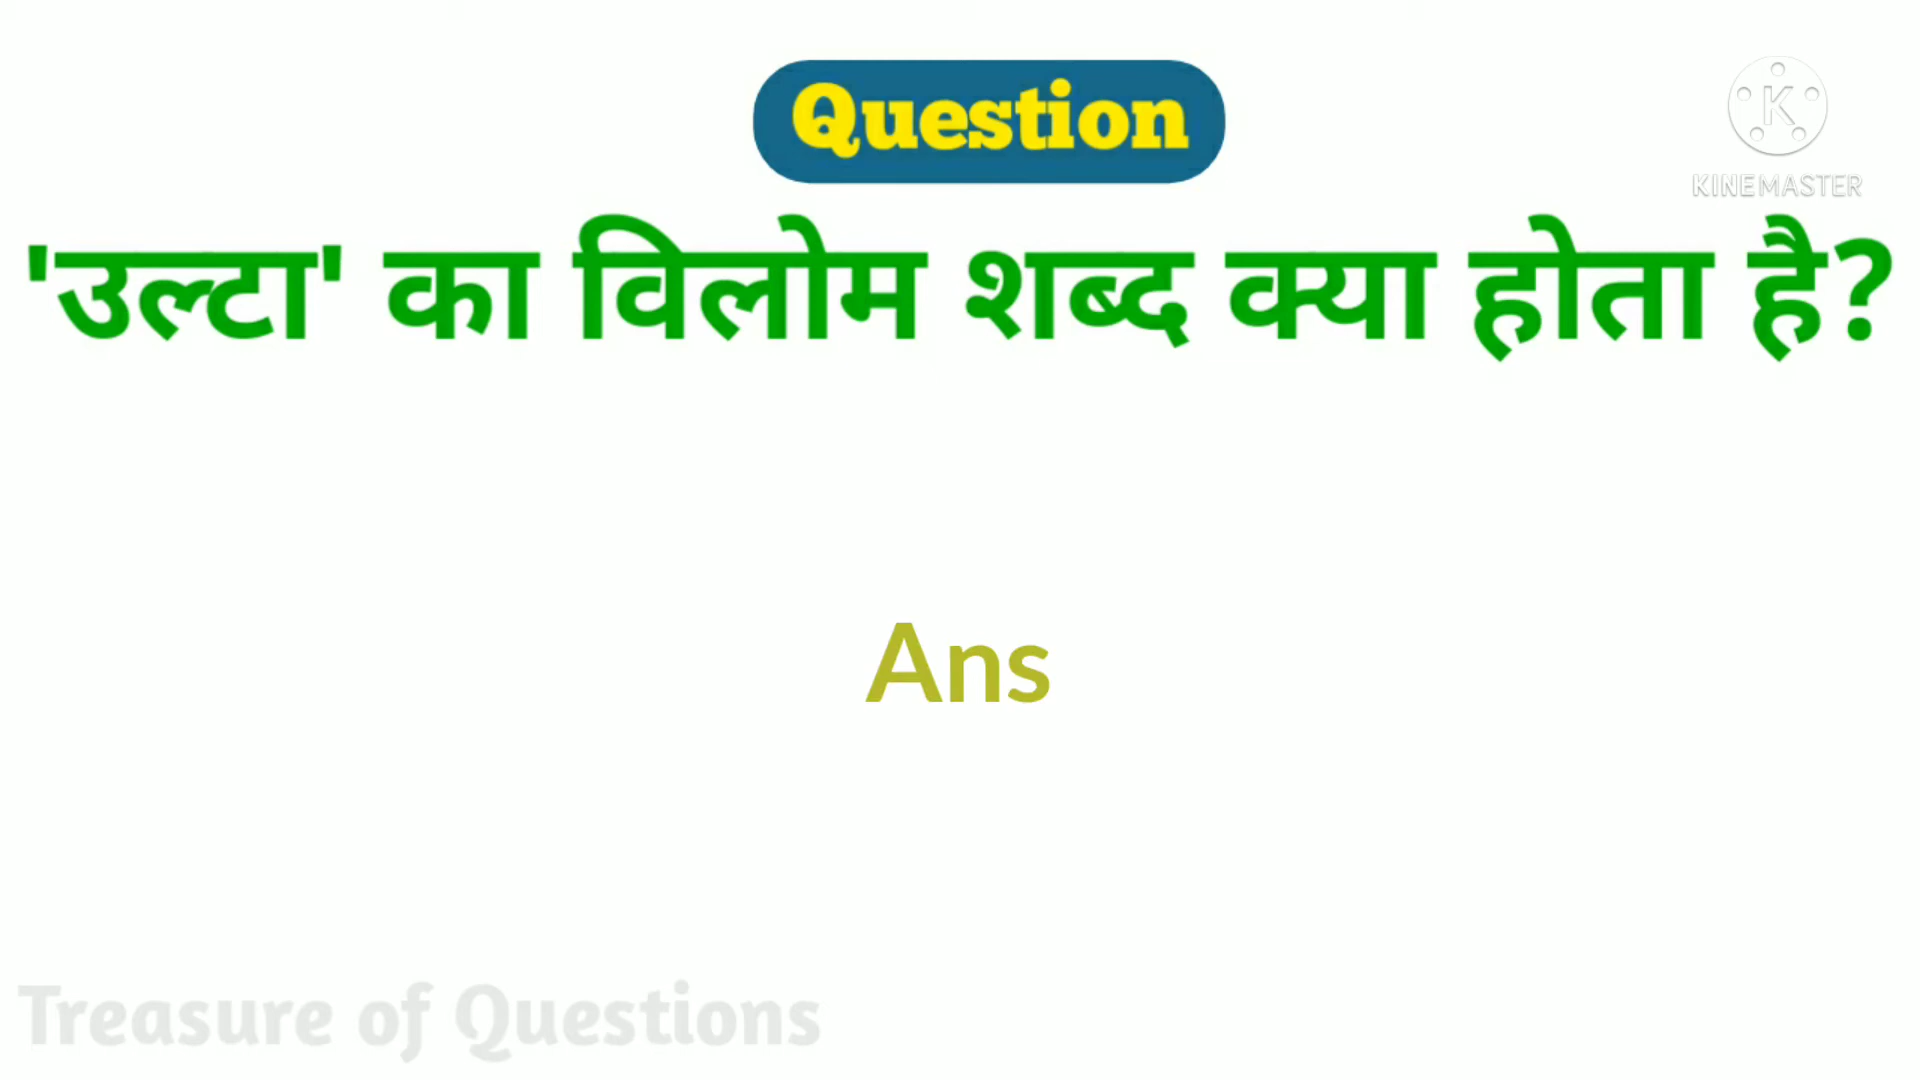 Question
KINEMASTER
'उल्टा' का विलोम शब्द क्या होता है?
Ans
Treasure of Questions